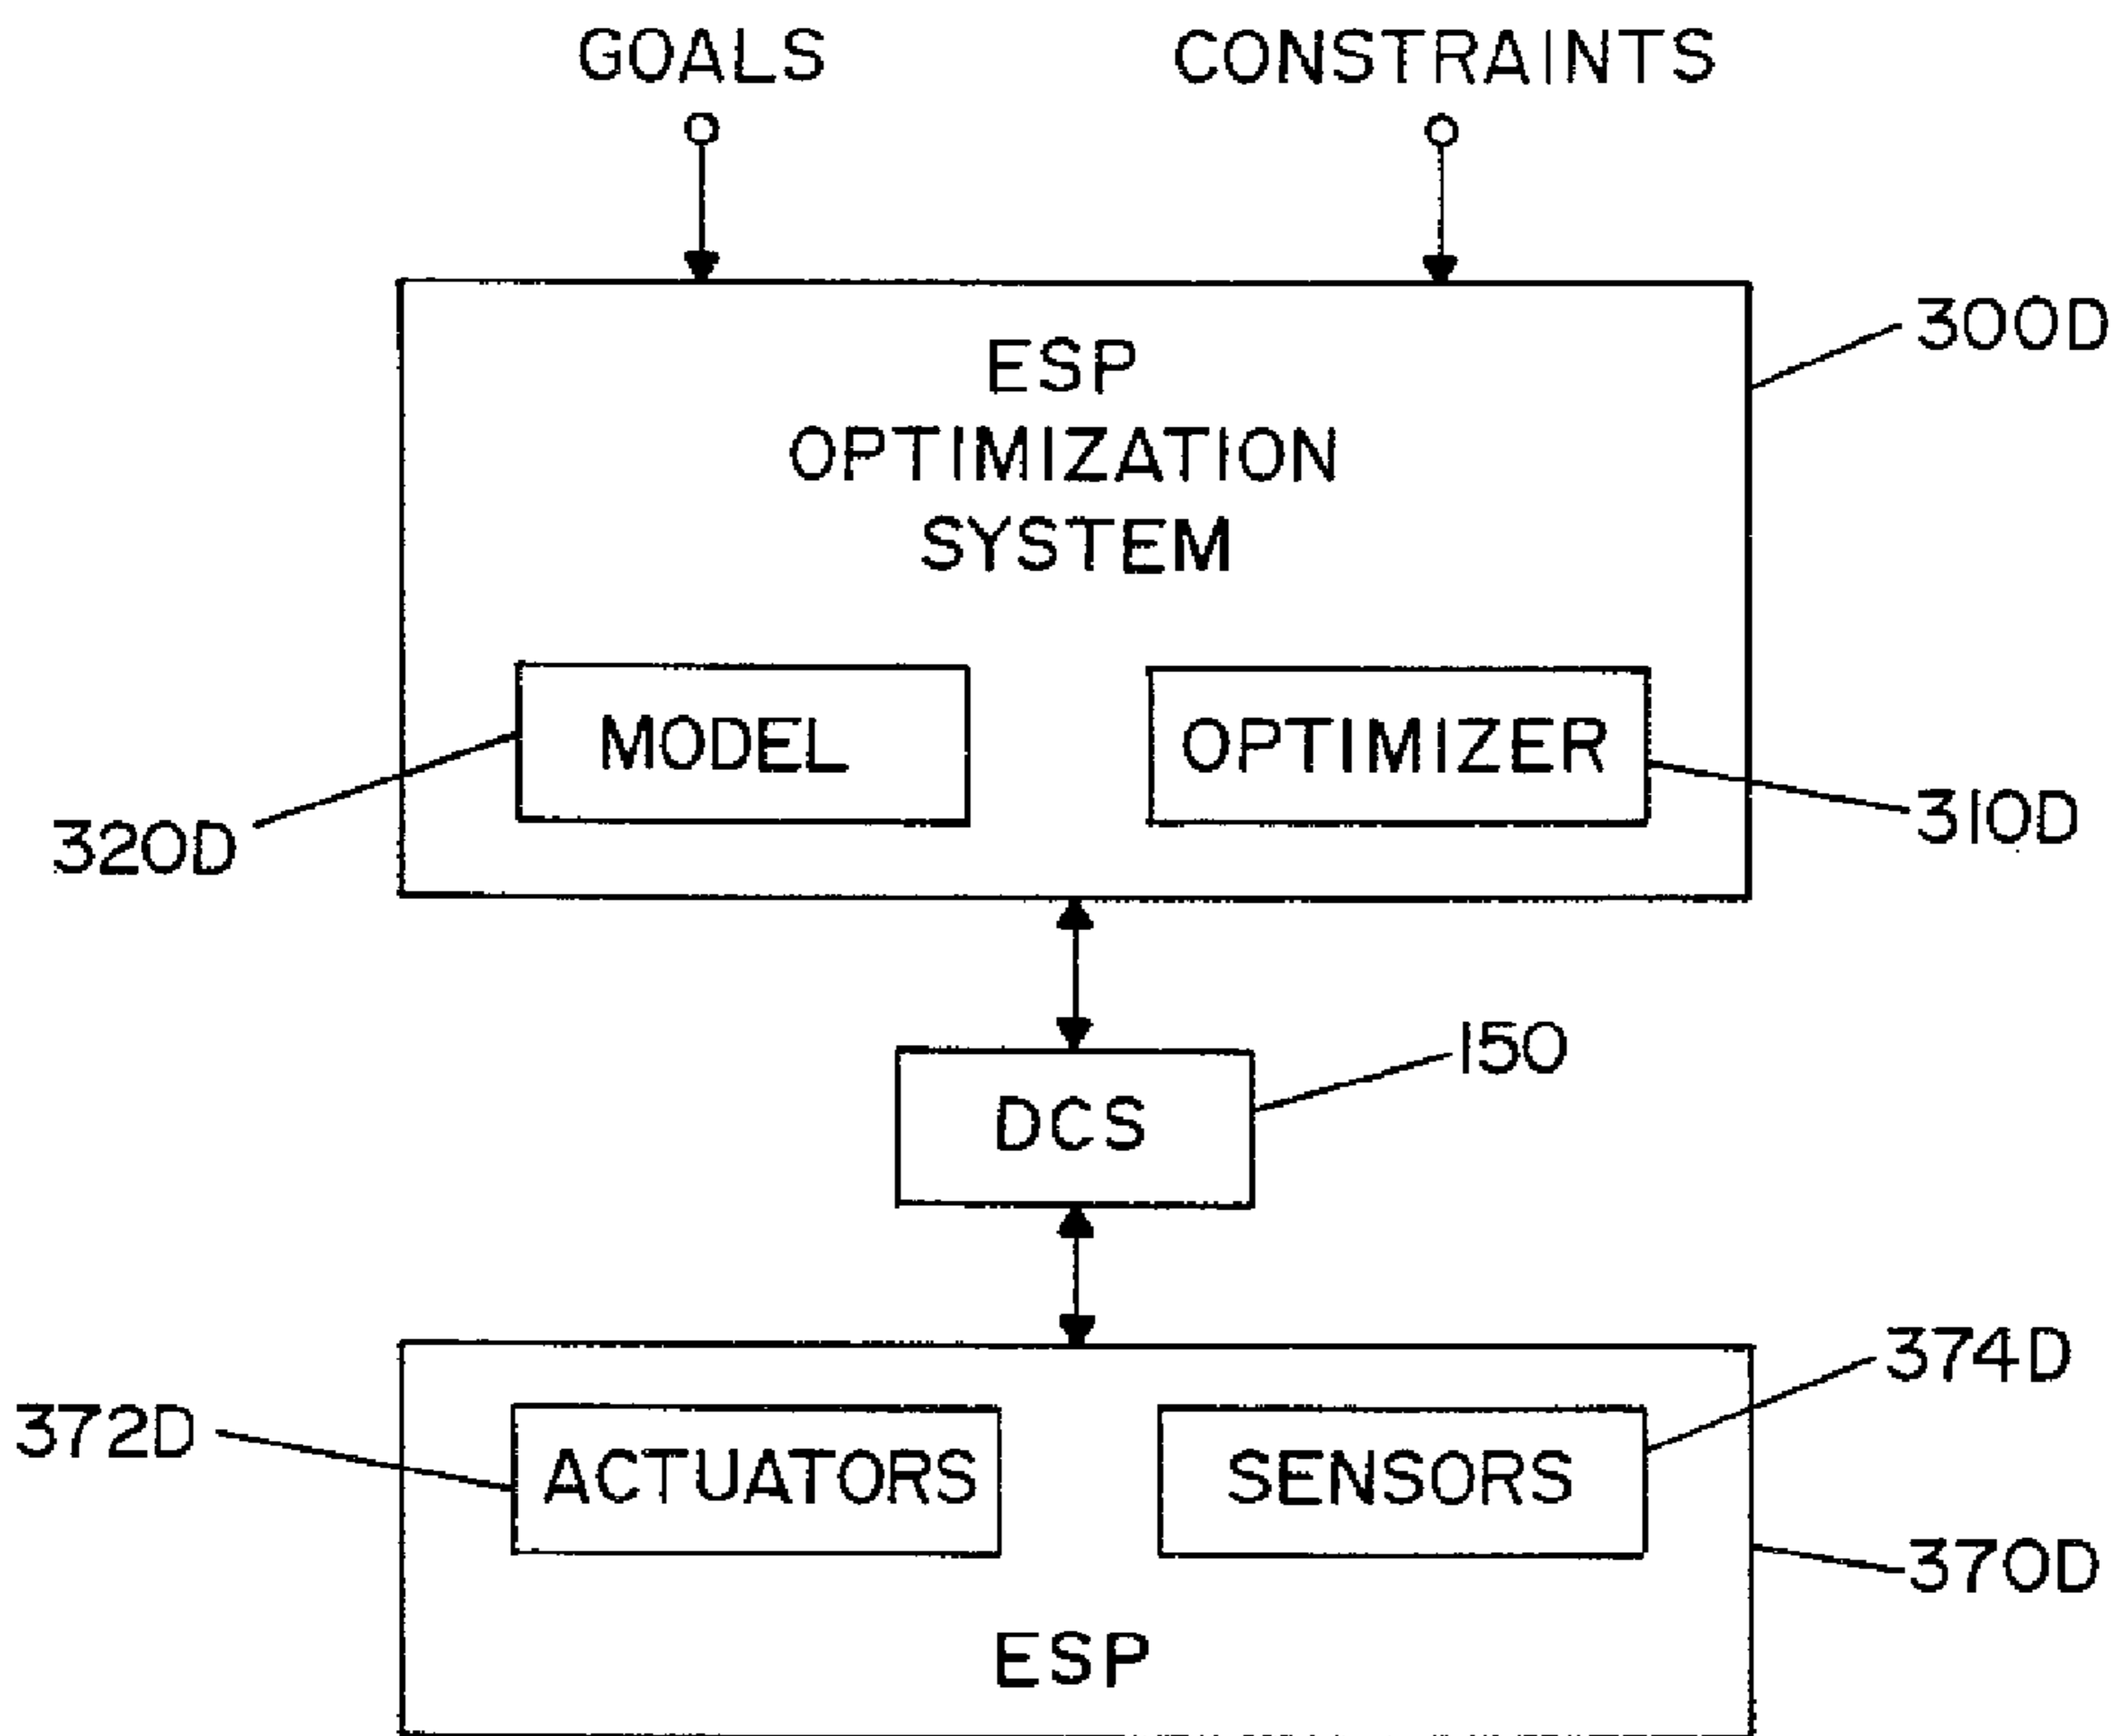 GOALS
CONSTRAINTS
300D
ESP
OPTIMIZATION
SYSTEM
MODEL
OPTIMIZER
320D
310D
150
DCS
374D
372D
ACTUATORS
SENSORS
370D
ESP